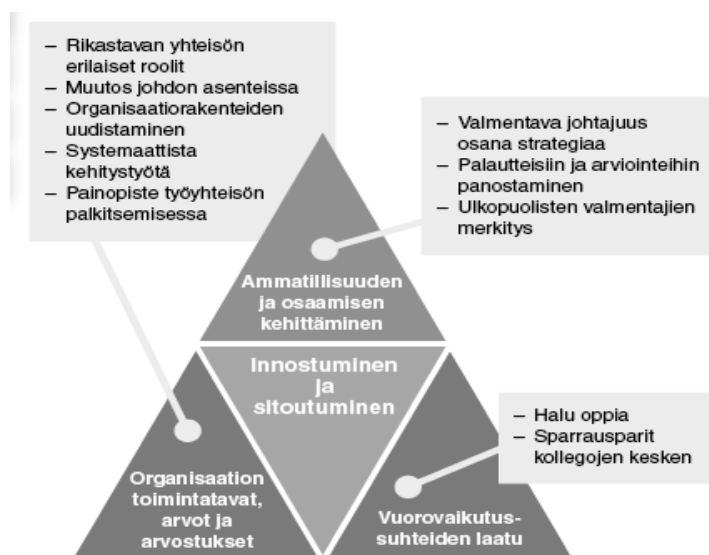 – Rikastavan yhteisön
erilaiset roolit
– Muutos johdon asenteissa
– Organisaatiorakenteiden
uudistaminen
– Systemaattista
kehitystyötä
– Painopiste työyhteisön
palkitsemisessa
– Valmentava johtajuus
osana strategiaa
– Palautteisiin ja arviointeihin
panostaminen
– Ulkopuolisten valmentajien
merkitys
Ammatillisuuden
ja osaamisen
kehittäminen
Innostuminen
ja
sitoutuminen
– Halu oppia
– Sparrausparit
kollegojen kesken
Organisaation
toimintatavat,
arvot ja
arvostukset
Vuorovaikutus-
suhteiden laatu